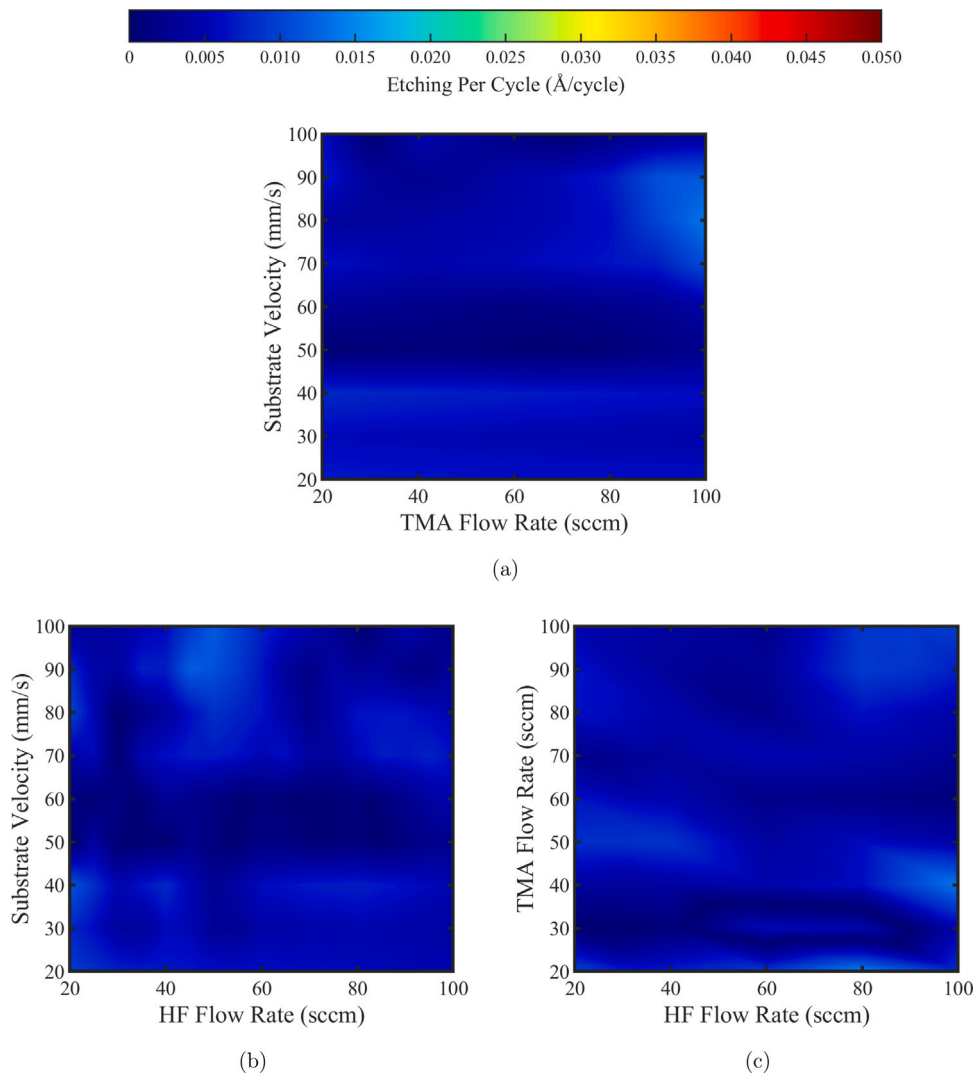 0 0.005 0.010 0.015 0.020 0.025 0.030 0.035 0.040 0.045 0.050
Etching Per Cycle (Å/cycle)
100
90
80
70
60
50
40
30
20
Substrate Velocity (mm/s)
20 40 60 80 100
TMA Flow Rate (sccm)
(a)
100
90
80
70
60
50
40
30
20
Substrate Velocity (mm/s)
20 40 60 80 100
HF Flow Rate (sccm)
(b)
100
90
80
70
60
50
40
30
20
TMA Flow Rate (sccm)
20 40 60 80 100
HF Flow Rate (sccm)
(c)